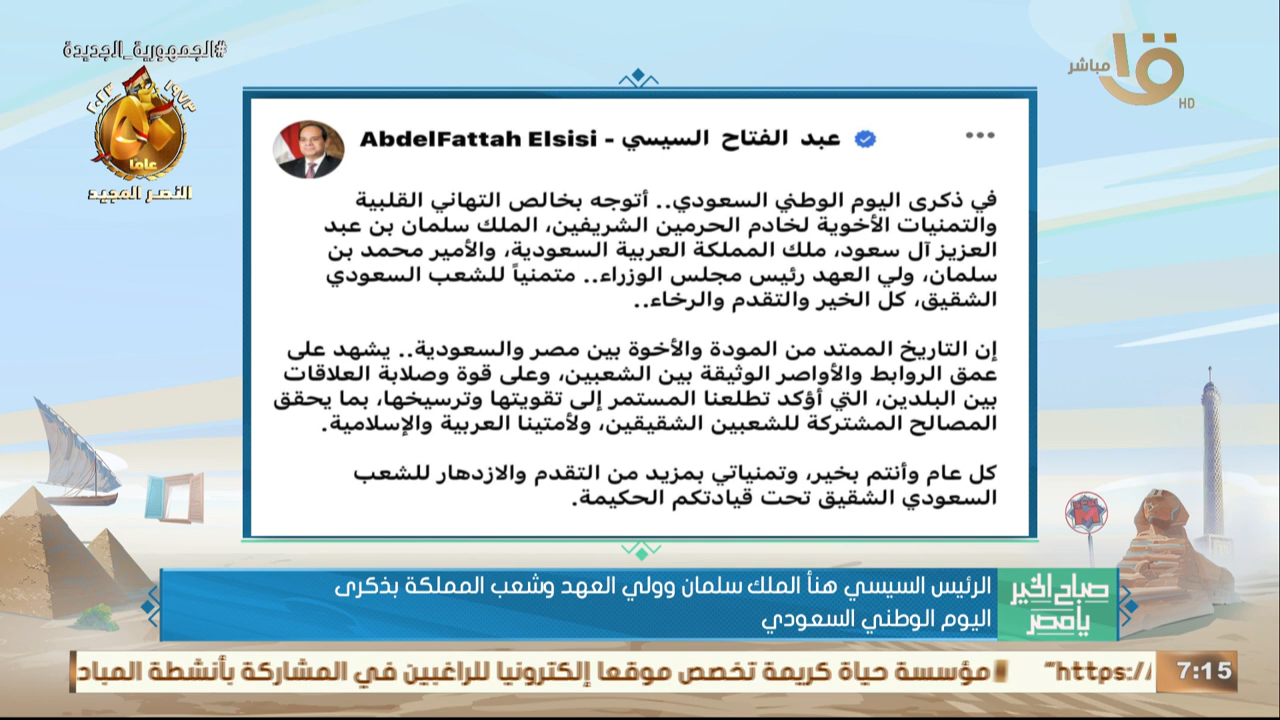 #الجمهورية_الجديدة
١٩٧٣ ٢٠٢٣
٥٠
عاما
النصر المجيد
مباشر
HD
عبد الفتاح السيسي - AbdelFattah Elsisi
في ذكرى اليوم الوطني السعودي.. أتوجه بخالص التهاني القلبية
والتمنيات الأخوية لخادم الحرمين الشريفين، الملك سلمان بن عبد
العزيز آل سعود، ملك المملكة العربية السعودية، والأمير محمد بن
سلمان، ولي العهد رئيس مجلس الوزراء.. متمنياً للشعب السعودي
الشقيق، كل الخير والتقدم والرخاء..
إن التاريخ الممتد من المودة والأخوة بين مصر والسعودية.. يشهد على
عمق الروابط والأواصر الوثيقة بين الشعبين، وعلى قوة وصلابة العلاقات
بين البلدين، التي أؤكد تطلعنا المستمر إلى تقويتها وترسيخها، بما يحقق
المصالح المشتركة للشعبين الشقيقين، ولأمتينا العربية والإسلامية.
كل عام وأنتم بخير، وتمنياتي بمزيد من التقدم والازدهار للشعب
السعودي الشقيق تحت قيادتكم الحكيمة.
M
صباح الخير
يا مصر
الرئيس السيسي هنأ الملك سلمان وولي العهد وشعب المملكة بذكرى
اليوم الوطني السعودي
7:15
"https://
مؤسسة حياة كريمة تخصص موقعا إلكترونيا للراغبين في المشاركة بأنشطة المباد